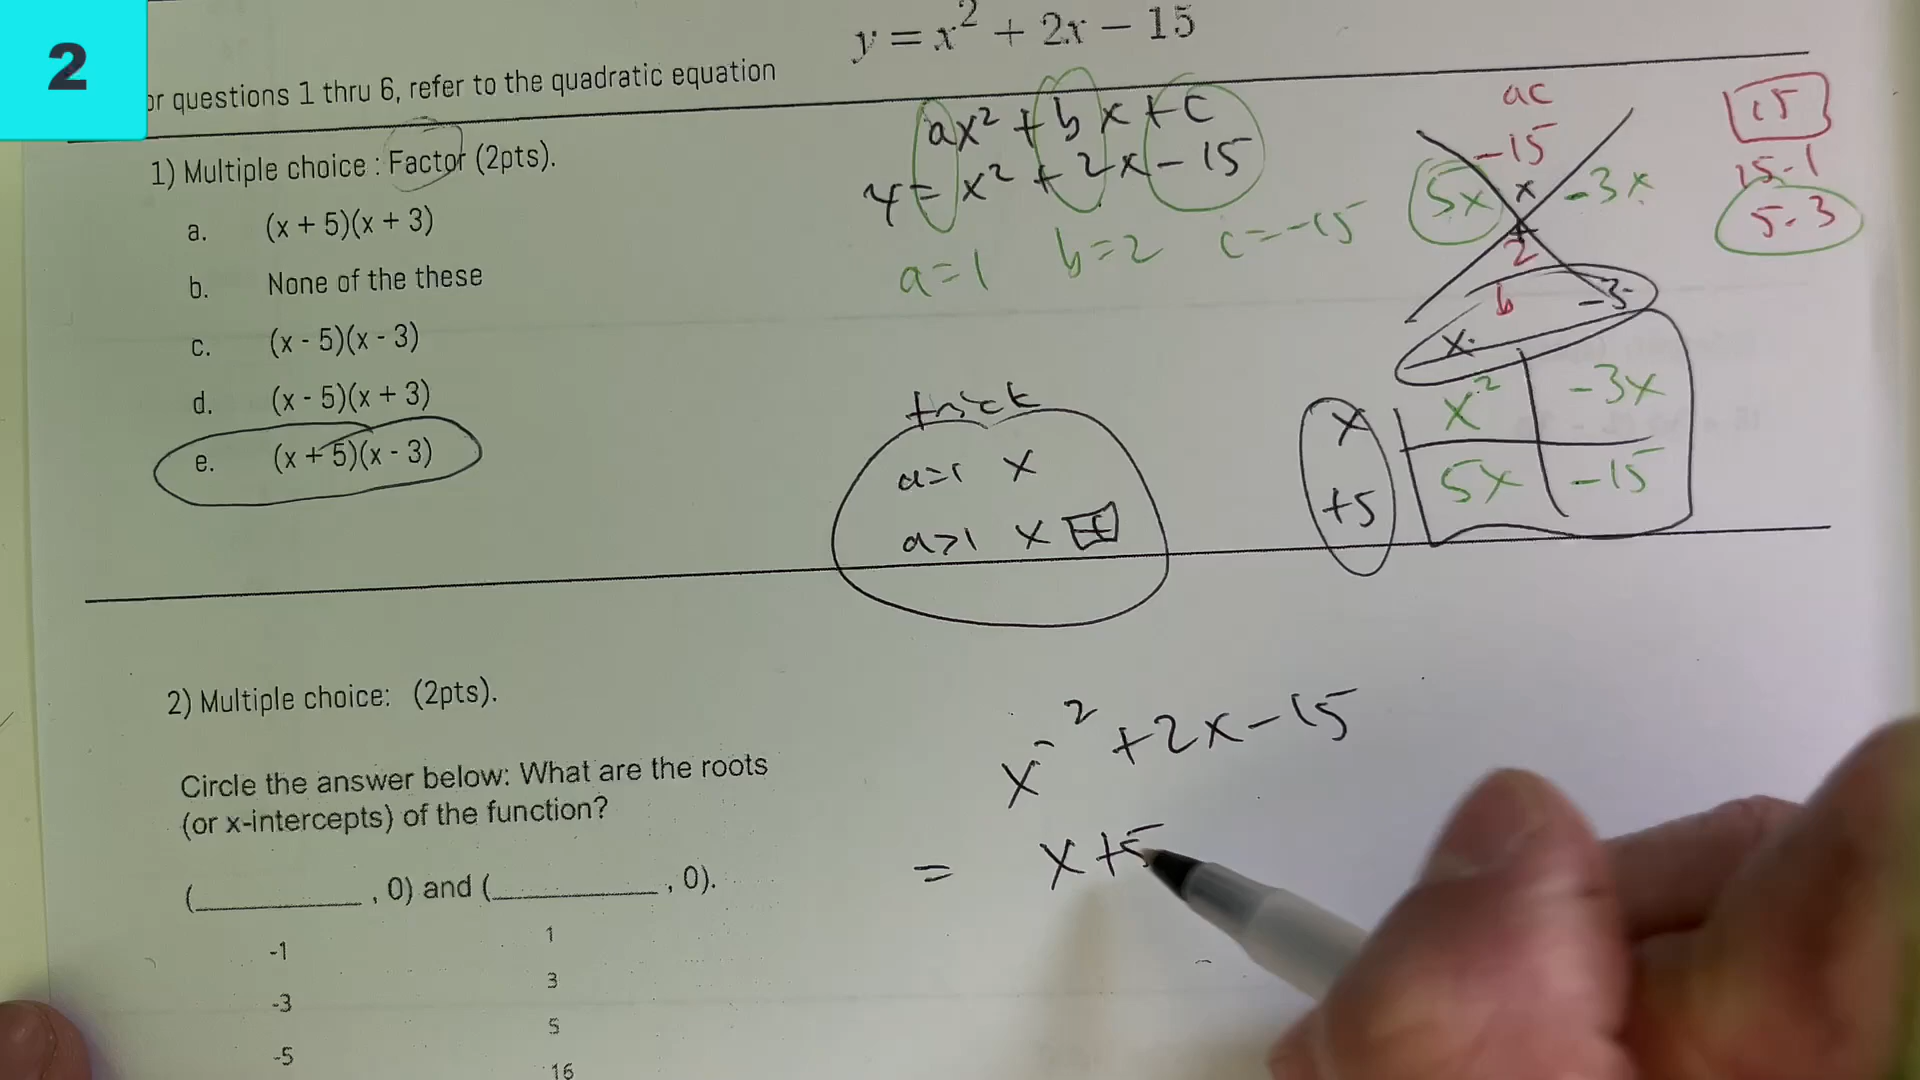 2
y = x² + 2x - 15
or questions 1 thru 6, refer to the quadratic equation
1) Multiple choice : Factor (2pts).
a. (x + 5)(x + 3)
b. None of the these
c. (x - 5)(x - 3)
d. (x - 5)(x + 3)
e. (x + 5)(x - 3)
ax² + bx + c
y = x² + 2x - 15
a=1 b=2 c=-15
ac
-15
5x x -3x
+
2
b
15
15-1
5-3
trick
a=1 x
a>1 x
x -3
x x² -3x
+5 5x -15
2) Multiple choice: (2pts).
Circle the answer below: What are the roots
(or x-intercepts) of the function?
(__________, 0) and (__________, 0).
-1 1
-3 3
-5 5
16
x² +2x-15
= x+5